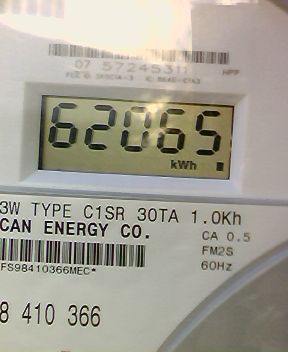 07 57245311
62065
kWh
3W TYPE C1SR 30TA 1.0Kh
CAN ENERGY CO.
CA 0.5
FM2S
60Hz
FS98410366MEC*
8 410 366